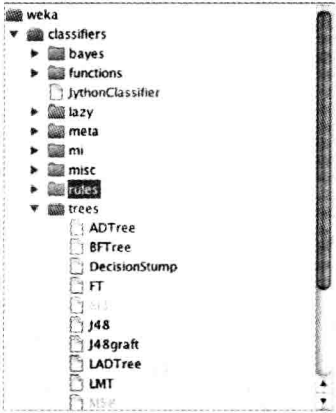 weka
classifiers
bayes
functions
JythonClassifier
lazy
meta
mi
misc
rules
trees
ADTree
BFTree
DecisionStump
FT
J48
J48graft
LADTree
LMT